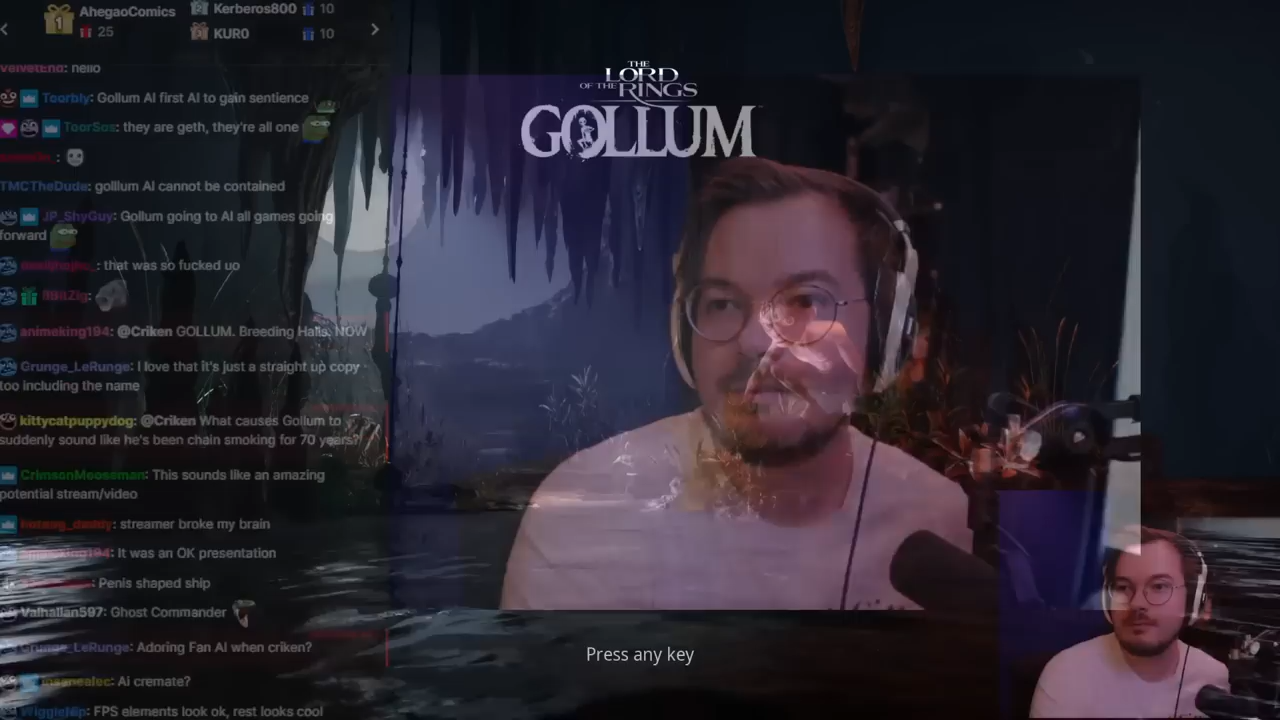 AhegaoComics
25
Kerberos800 10
KUR0 10
VelvetEnd: hello
Toorbly: Gollum AI first AI to gain sentience
ToorSos: they are geth, they're all one
TMCTheDude: golllum AI cannot be contained
JP_ShyGuy: Gollum going to AI all games going
forward
: that was so fucked uo
animeking194: @Criken GOLLUM. Breeding Halls. NOW
Grunge_LeRunge: I love that it's just a straight up copy
too including the name
kittycatpuppydog: @Criken What causes Gollum to
suddenly sound like he's been chain smoking for 70 years?
CrimsonMoossman: This sounds like an amazing
potential stream/video
: streamer broke my brain
animeking194: It was an OK presentation
: Penis shaped ship
Valhallan597: Ghost Commander
Grunge_LeRunge: Adoring Fan AI when criken?
insanealec: Ai cremate?
: FPS elements look ok, rest looks cool
THE
LORD
OF THE RINGS
GOLLUM
Press any key